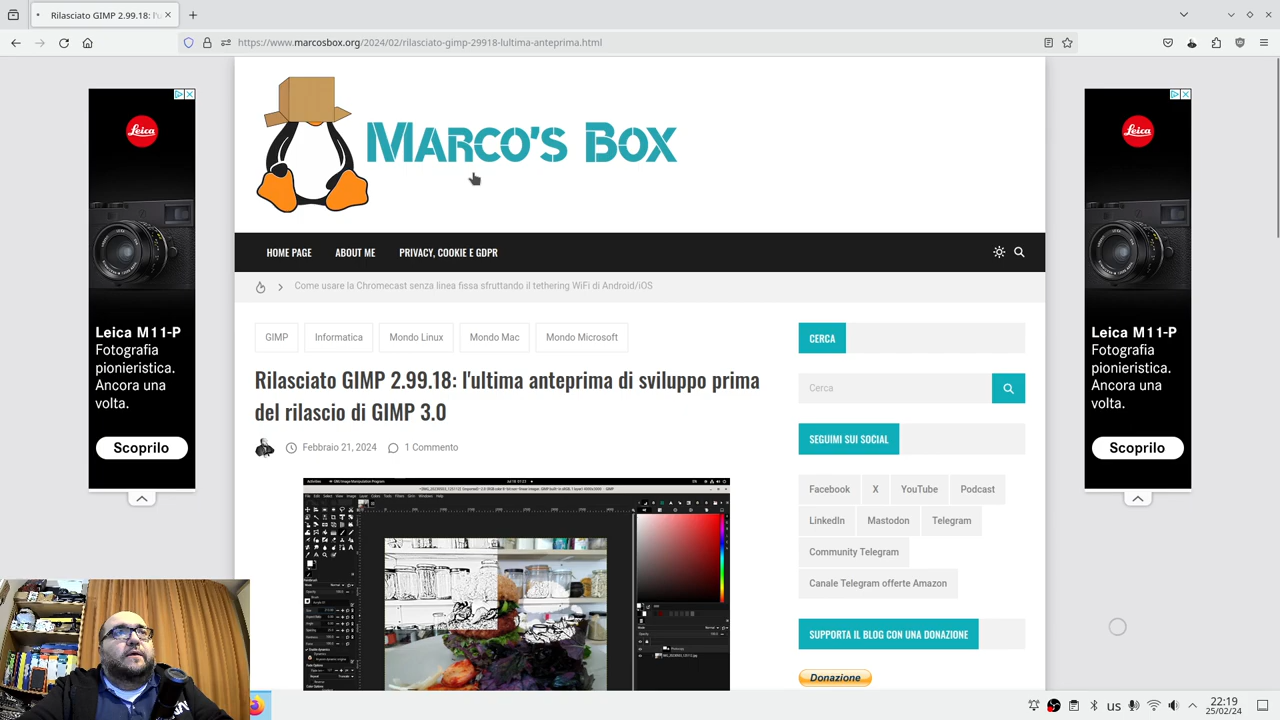 Rilasciato GIMP 2.99.18: l'u
https://www.marcosbox.org/2024/02/rilasciato-gimp-29918-lultima-anteprima.html
Marco's Box
HOME PAGE
ABOUT ME
PRIVACY, COOKIE E GDPR
Come usare la Chromecast senza linea fissa sfruttando il tethering WiFi di Android/iOS
GIMP
Informatica
Mondo Linux
Mondo Mac
Mondo Microsoft
Rilasciato GIMP 2.99.18: l'ultima anteprima di sviluppo prima
del rilascio di GIMP 3.0
Febbraio 21, 2024
1 Commento
CERCA
Cerca
SEGUIMI SUI SOCIAL
Facebook
X
YouTube
Podcast
LinkedIn
Mastodon
Telegram
Community Telegram
Canale Telegram offerte Amazon
SUPPORTA IL BLOG CON UNA DONAZIONE
Donazione
Leica
Leica M11-P
Fotografia
pionieristica.
Ancora una
volta.
Scoprilo
Leica
Leica M11-P
Fotografia
pionieristica.
Ancora una
volta.
Scoprilo
us
22:19
25/02/24